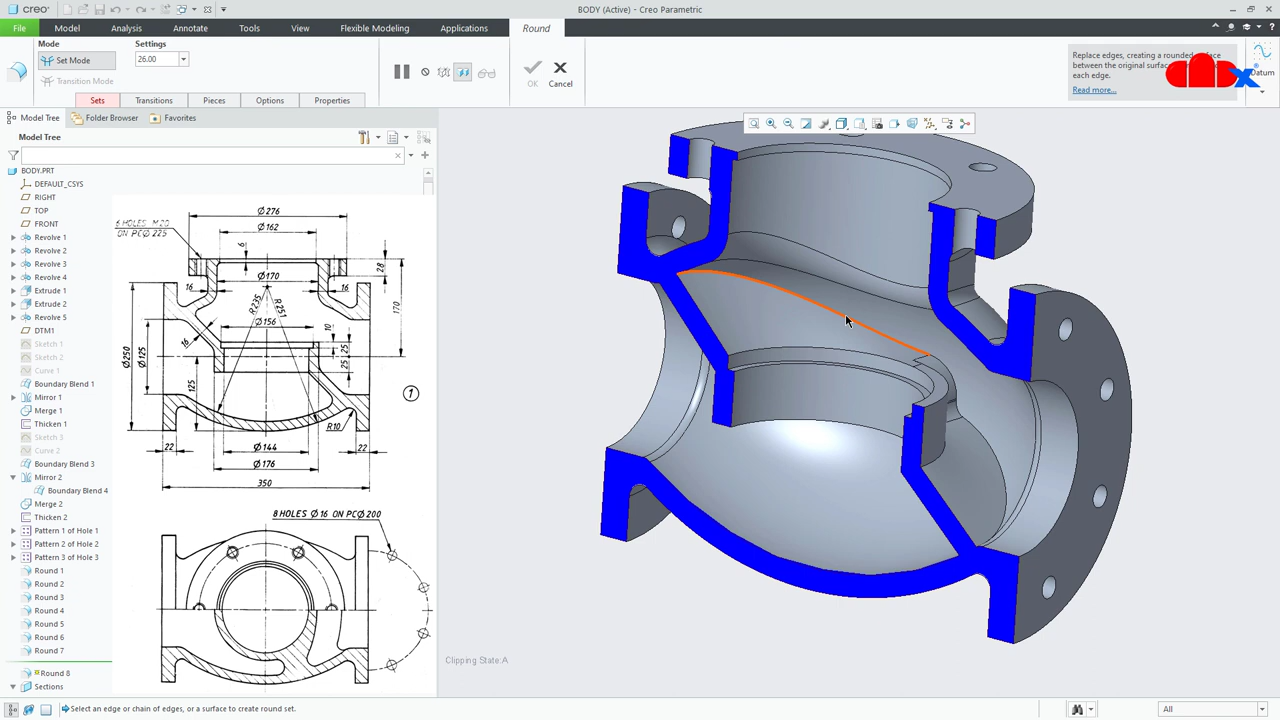 creo°
BODY (Active) - Creo Parametric
File Model Analysis Annotate Tools View Flexible Modeling Applications Round
Mode Settings
Set Mode 26.00
Transition Mode
OK Cancel
Replace edges, creating a rounded surface
between the original surfaces
each edge.
Read more...
Datum
Sets Transitions Pieces Options Properties
Model Tree Folder Browser Favorites
Model Tree
BODY.PRT
DEFAULT_CSYS
RIGHT
TOP
FRONT
Revolve 1
Revolve 2
Revolve 3
Revolve 4
Extrude 1
Extrude 2
Revolve 5
DTM1
Sketch 1
Sketch 2
Curve 1
Boundary Blend 1
Mirror 1
Merge 1
Thicken 1
Sketch 3
Curve 2
Boundary Blend 3
Mirror 2
Boundary Blend 4
Merge 2
Thicken 2
Pattern 1 of Hole 1
Pattern 2 of Hole 2
Pattern 3 of Hole 3
Round 1
Round 2
Round 3
Round 4
Round 5
Round 6
Round 7
Round 8
Sections
Ø276
6 HOLES M20
ON PCØ 225
Ø162
6
28
Ø170
16
16
170
R235
R251
Ø156
10
16
25
25
Ø250
Ø125
125
1
R10
22
Ø144
22
Ø176
350
8 HOLES Ø16 ON PCØ200
Clipping State:A
Select an edge or chain of edges, or a surface to create round set.
All